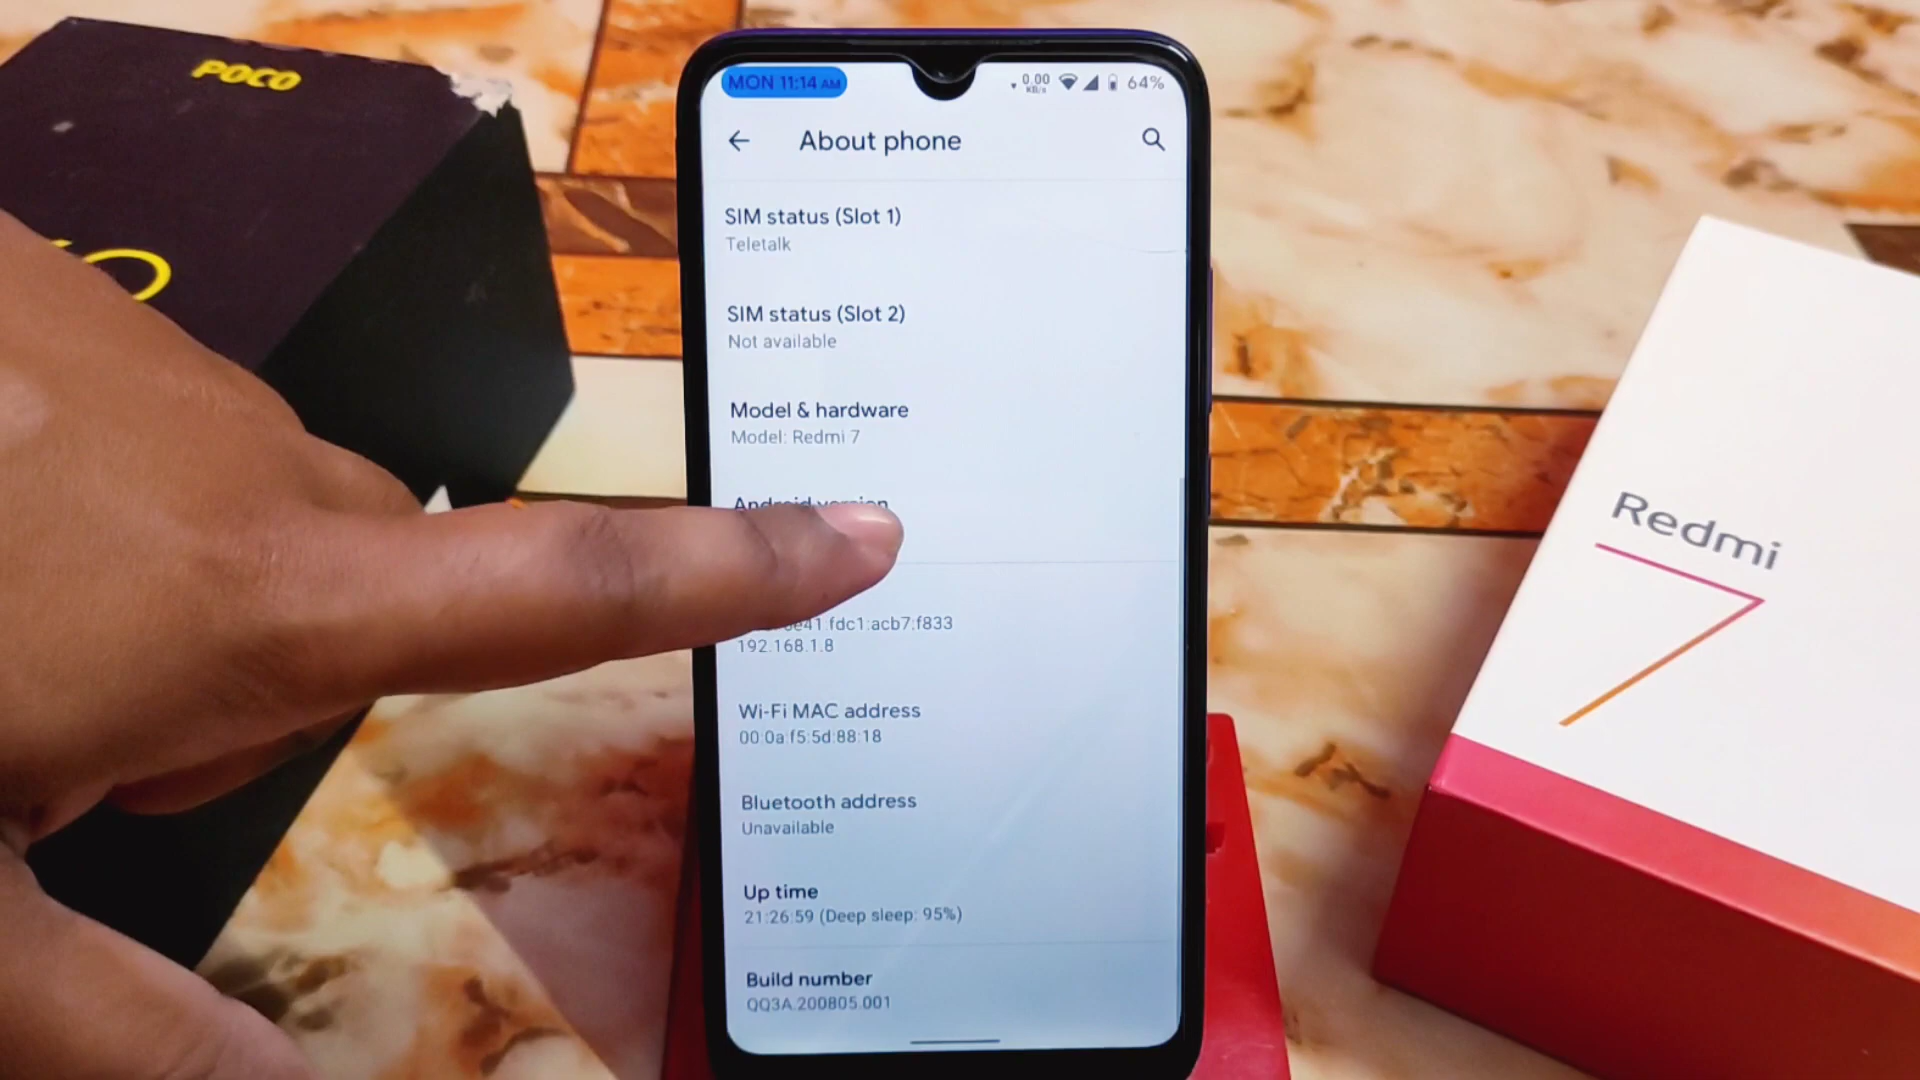 POCO
MON 11:14 AM
0.00
KB/s
64%
About phone
SIM status (Slot 1)
Teletalk
SIM status (Slot 2)
Not available
Model & hardware
Model: Redmi 7
Android version
:fdc1:acb7:f833
192.168.1.8
Wi-Fi MAC address
00:0a:f5:5d:88:18
Bluetooth address
Unavailable
Up time
21:26:59 (Deep sleep: 95%)
Build number
QQ3A.200805.001
Redmi
7